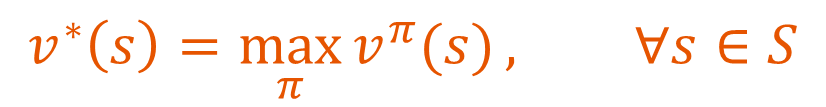 v*(s) = max_π v^π(s) , ∀s ∈ S